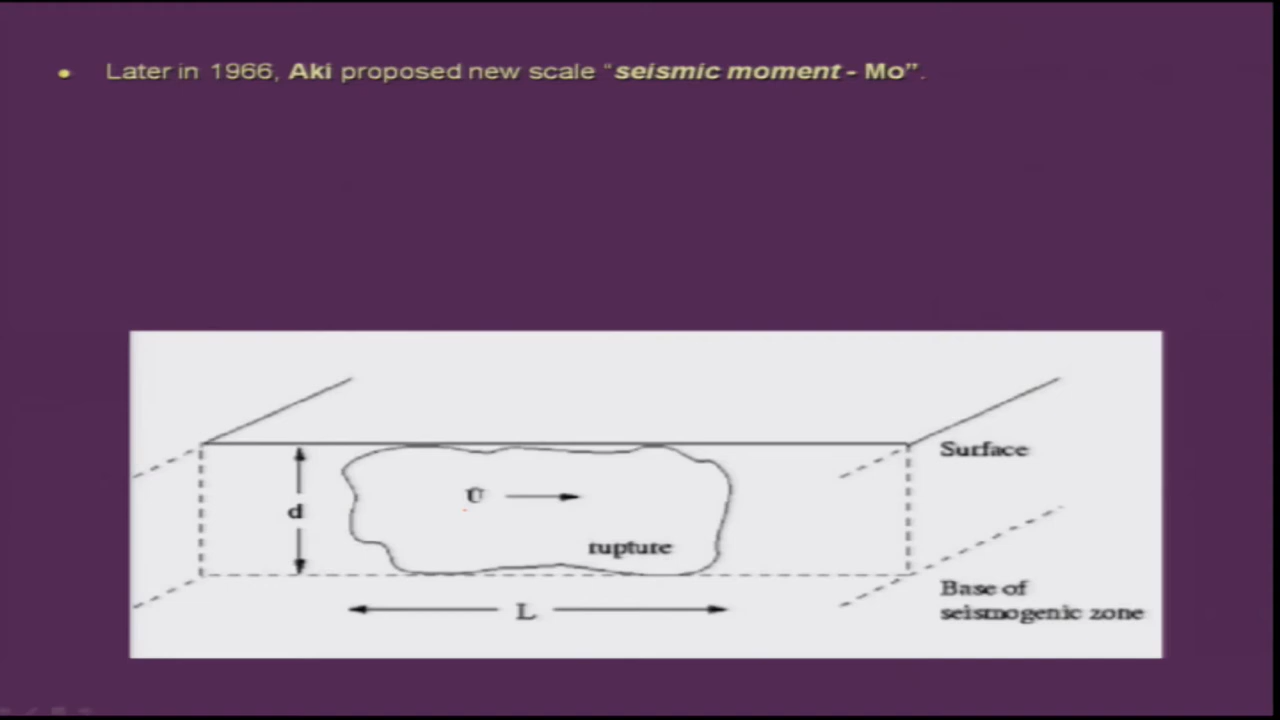 • Later in 1966, Aki proposed new scale “seismic moment - Mo”.
Surface
U
d
rupture
Base of
seismogenic zone
L